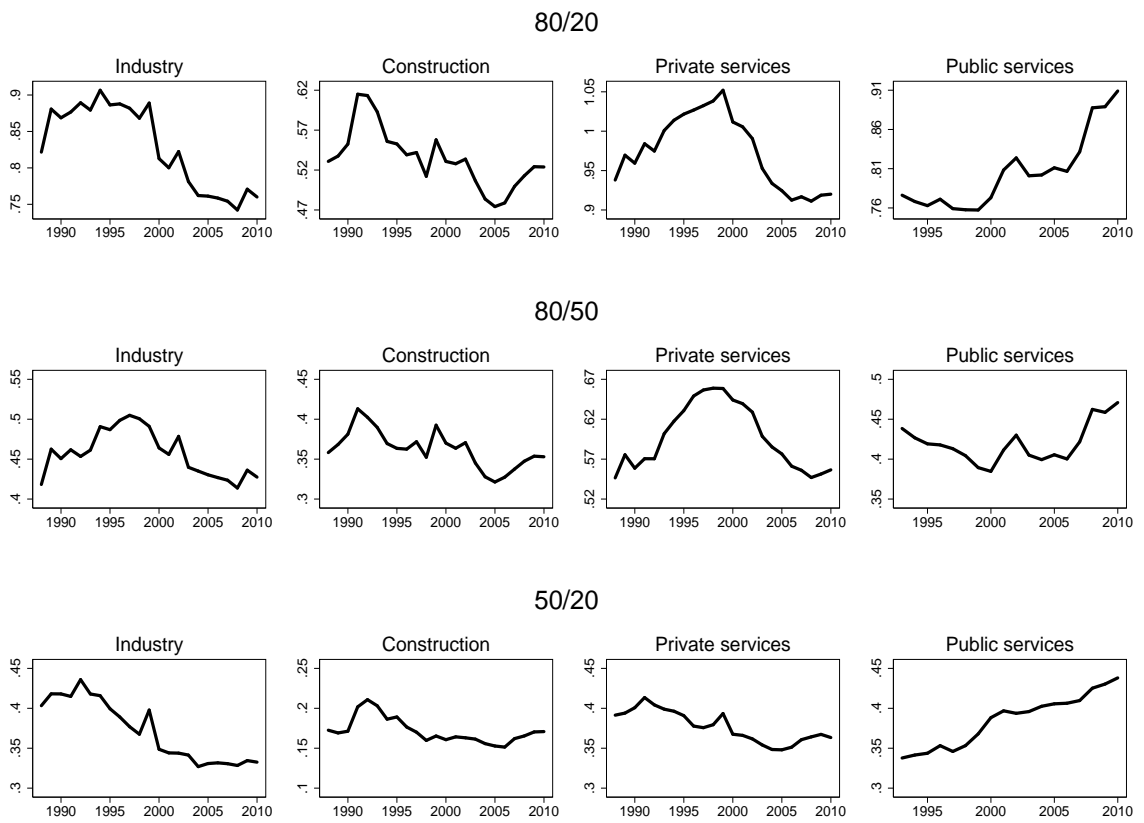 80/20
Industry
Construction
Private services
Public services
.9
.85
.8
.75
1990 1995 2000 2005 2010
.62
.57
.52
.47
1990 1995 2000 2005 2010
1.05
1
.95
.9
1990 1995 2000 2005 2010
.91
.86
.81
.76
1995 2000 2005 2010
80/50
Industry
Construction
Private services
Public services
.55
.5
.45
.4
1990 1995 2000 2005 2010
.45
.4
.35
.3
1990 1995 2000 2005 2010
.67
.62
.57
.52
1990 1995 2000 2005 2010
.5
.45
.4
.35
1995 2000 2005 2010
50/20
Industry
Construction
Private services
Public services
.45
.4
.35
.3
1990 1995 2000 2005 2010
.25
.2
.15
.1
1990 1995 2000 2005 2010
.45
.4
.35
.3
1990 1995 2000 2005 2010
.45
.4
.35
.3
1995 2000 2005 2010